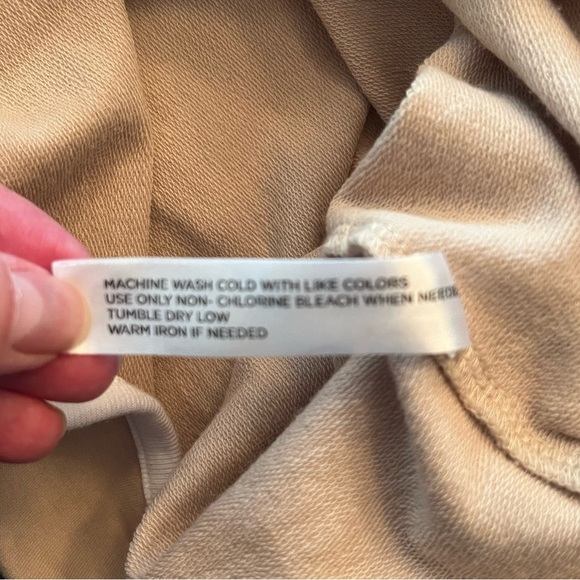 MACHINE WASH COLD WITH LIKE COLORS
USE ONLY NON- CHLORINE BLEACH WHEN
TUMBLE DRY LOW
WARM IRON IF NEEDED